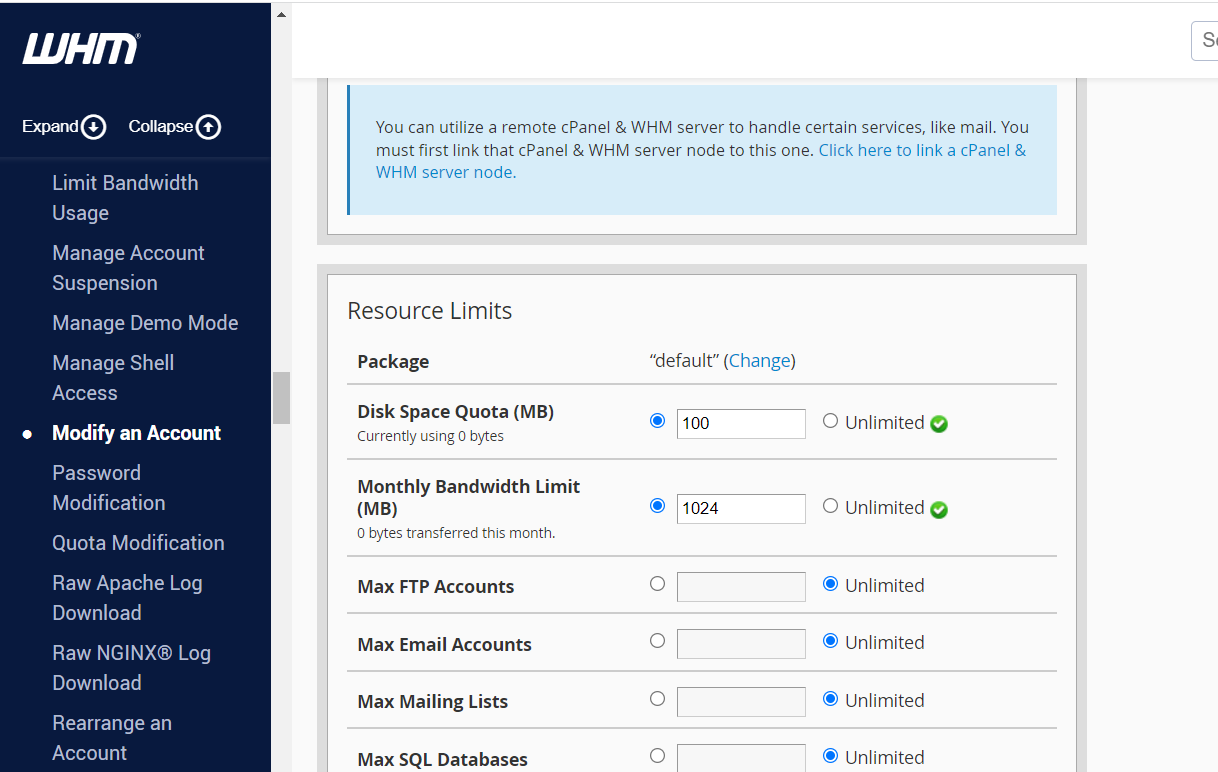 WHM®
Expand
Collapse
Limit Bandwidth
Usage
Manage Account
Suspension
Manage Demo Mode
Manage Shell
Access
Modify an Account
Password
Modification
Quota Modification
Raw Apache Log
Download
Raw NGINX® Log
Download
Rearrange an
Account
You can utilize a remote cPanel & WHM server to handle certain services, like mail. You
must first link that cPanel & WHM server node to this one. Click here to link a cPanel &
WHM server node.
Resource Limits
Package “default” (Change)
Disk Space Quota (MB) 100 Unlimited
Currently using 0 bytes
Monthly Bandwidth Limit
(MB) 1024 Unlimited
0 bytes transferred this month.
Max FTP Accounts Unlimited
Max Email Accounts Unlimited
Max Mailing Lists Unlimited
Max SQL Databases Unlimited